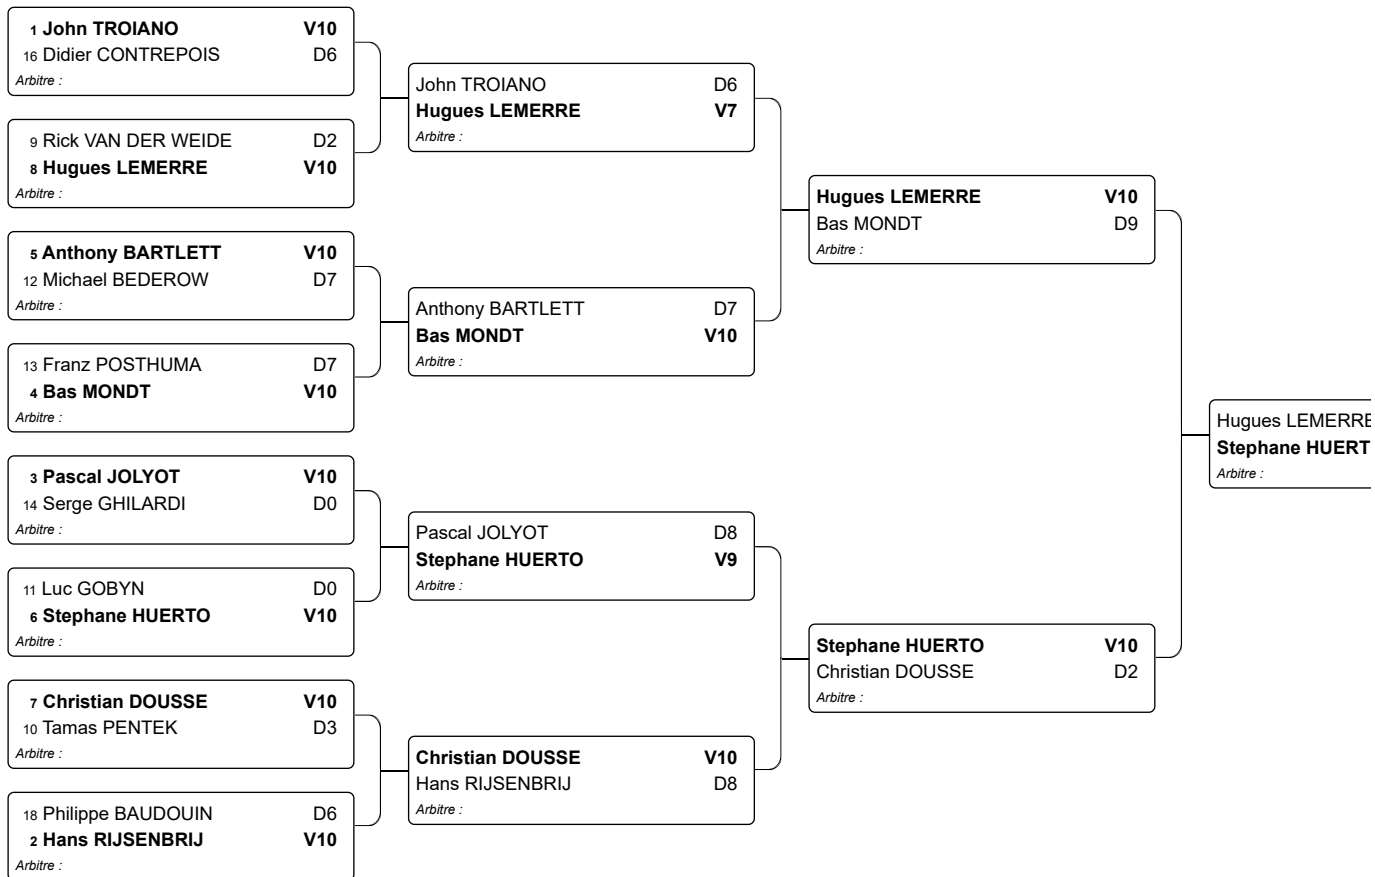 1 John TROIANO V10
16 Didier CONTREPOIS D6
Arbitre :
9 Rick VAN DER WEIDE D2
8 Hugues LEMERRE V10
Arbitre :
5 Anthony BARTLETT V10
12 Michael BEDEROW D7
Arbitre :
13 Franz POSTHUMA D7
4 Bas MONDT V10
Arbitre :
3 Pascal JOLYOT V10
14 Serge GHILARDI D0
Arbitre :
11 Luc GOBYN D0
6 Stephane HUERTO V10
Arbitre :
7 Christian DOUSSE V10
10 Tamas PENTEK D3
Arbitre :
18 Philippe BAUDOUIN D6
2 Hans RIJSENBRIJ V10
Arbitre :
John TROIANO D6
Hugues LEMERRE V7
Arbitre :
Anthony BARTLETT D7
Bas MONDT V10
Arbitre :
Pascal JOLYOT D8
Stephane HUERTO V9
Arbitre :
Christian DOUSSE V10
Hans RIJSENBRIJ D8
Arbitre :
Hugues LEMERRE V10
Bas MONDT D9
Arbitre :
Stephane HUERTO V10
Christian DOUSSE D2
Arbitre :
Hugues LEMERRE
Stephane HUERT
Arbitre :